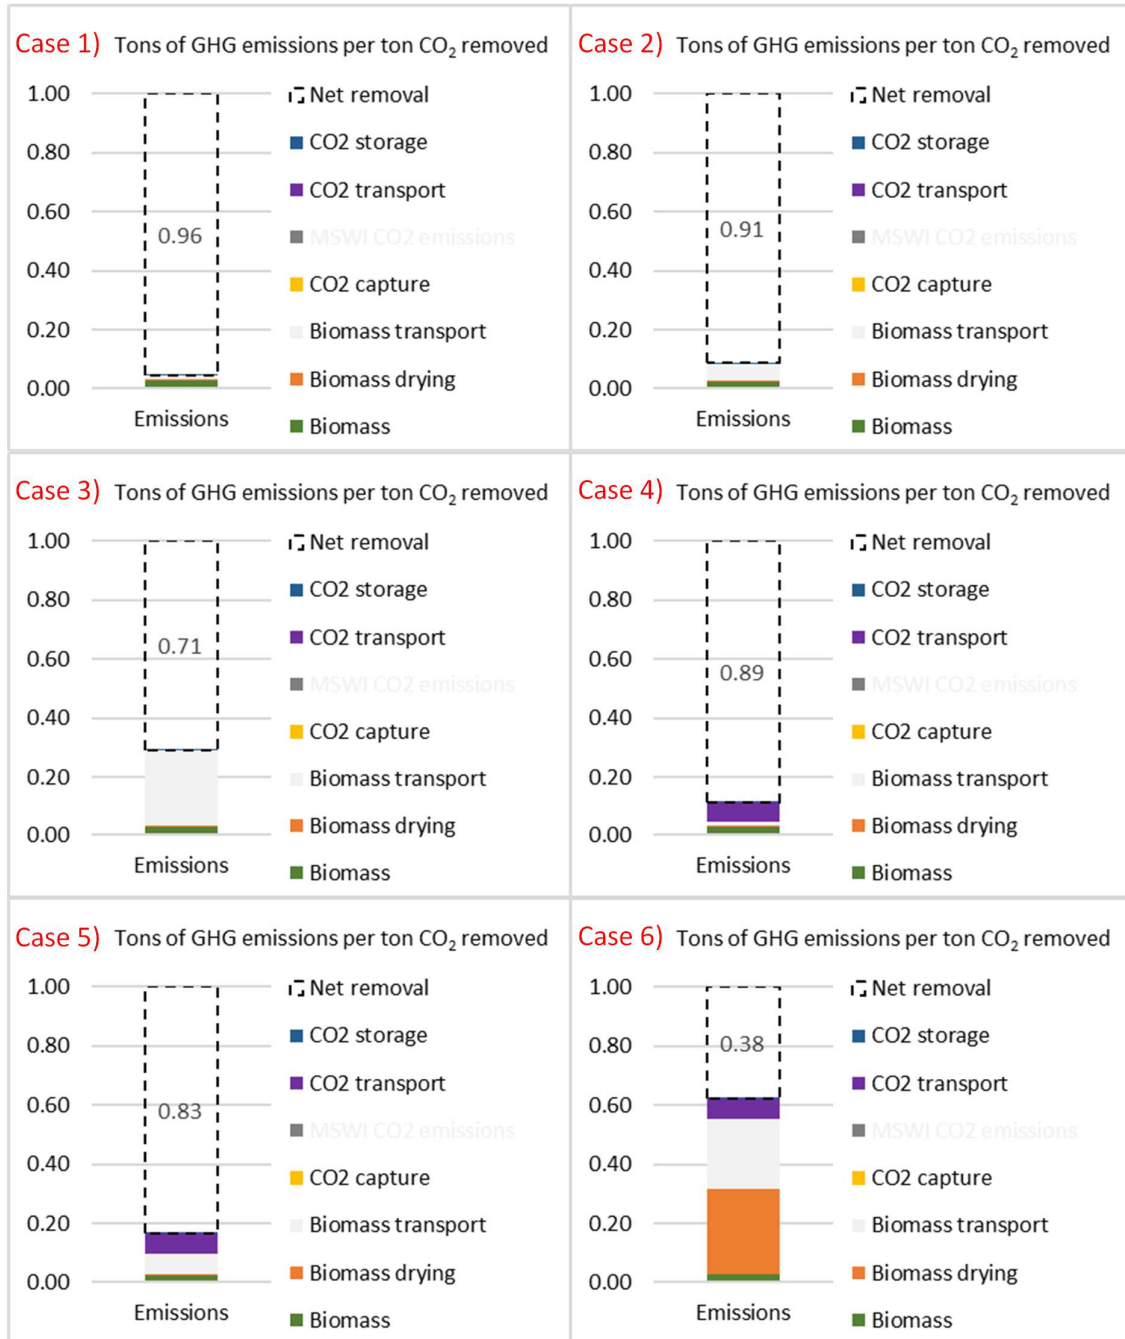 Case 1) Tons of GHG emissions per ton CO₂ removed
1.00
0.80
0.60
0.40
0.20
0.00
0.96
Emissions
Net removal
CO2 storage
CO2 transport
MSWI CO2 emissions
CO2 capture
Biomass transport
Biomass drying
Biomass
Case 2) Tons of GHG emissions per ton CO₂ removed
1.00
0.80
0.60
0.40
0.20
0.00
0.91
Emissions
Net removal
CO2 storage
CO2 transport
MSWI CO2 emissions
CO2 capture
Biomass transport
Biomass drying
Biomass
Case 3) Tons of GHG emissions per ton CO₂ removed
1.00
0.80
0.60
0.40
0.20
0.00
0.71
Emissions
Net removal
CO2 storage
CO2 transport
MSWI CO2 emissions
CO2 capture
Biomass transport
Biomass drying
Biomass
Case 4) Tons of GHG emissions per ton CO₂ removed
1.00
0.80
0.60
0.40
0.20
0.00
0.89
Emissions
Net removal
CO2 storage
CO2 transport
MSWI CO2 emissions
CO2 capture
Biomass transport
Biomass drying
Biomass
Case 5) Tons of GHG emissions per ton CO₂ removed
1.00
0.80
0.60
0.40
0.20
0.00
0.83
Emissions
Net removal
CO2 storage
CO2 transport
MSWI CO2 emissions
CO2 capture
Biomass transport
Biomass drying
Biomass
Case 6) Tons of GHG emissions per ton CO₂ removed
1.00
0.80
0.60
0.40
0.20
0.00
0.38
Emissions
Net removal
CO2 storage
CO2 transport
MSWI CO2 emissions
CO2 capture
Biomass transport
Biomass drying
Biomass